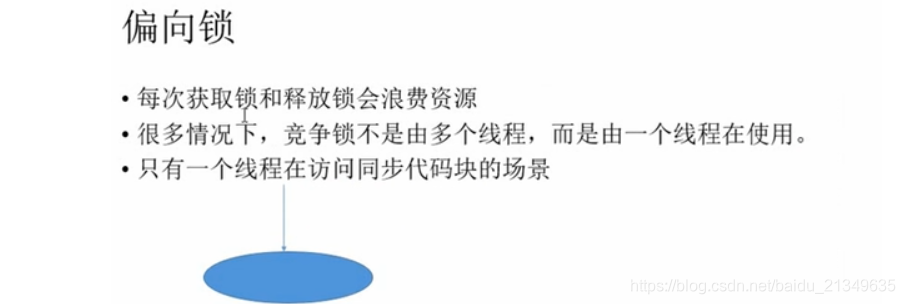 偏向锁
• 每次获取锁和释放锁会浪费资源
• 很多情况下，竞争锁不是由多个线程，而是由一个线程在使用。
• 只有一个线程在访问同步代码块的场景
https://blog.csdn.net/baidu_21349635